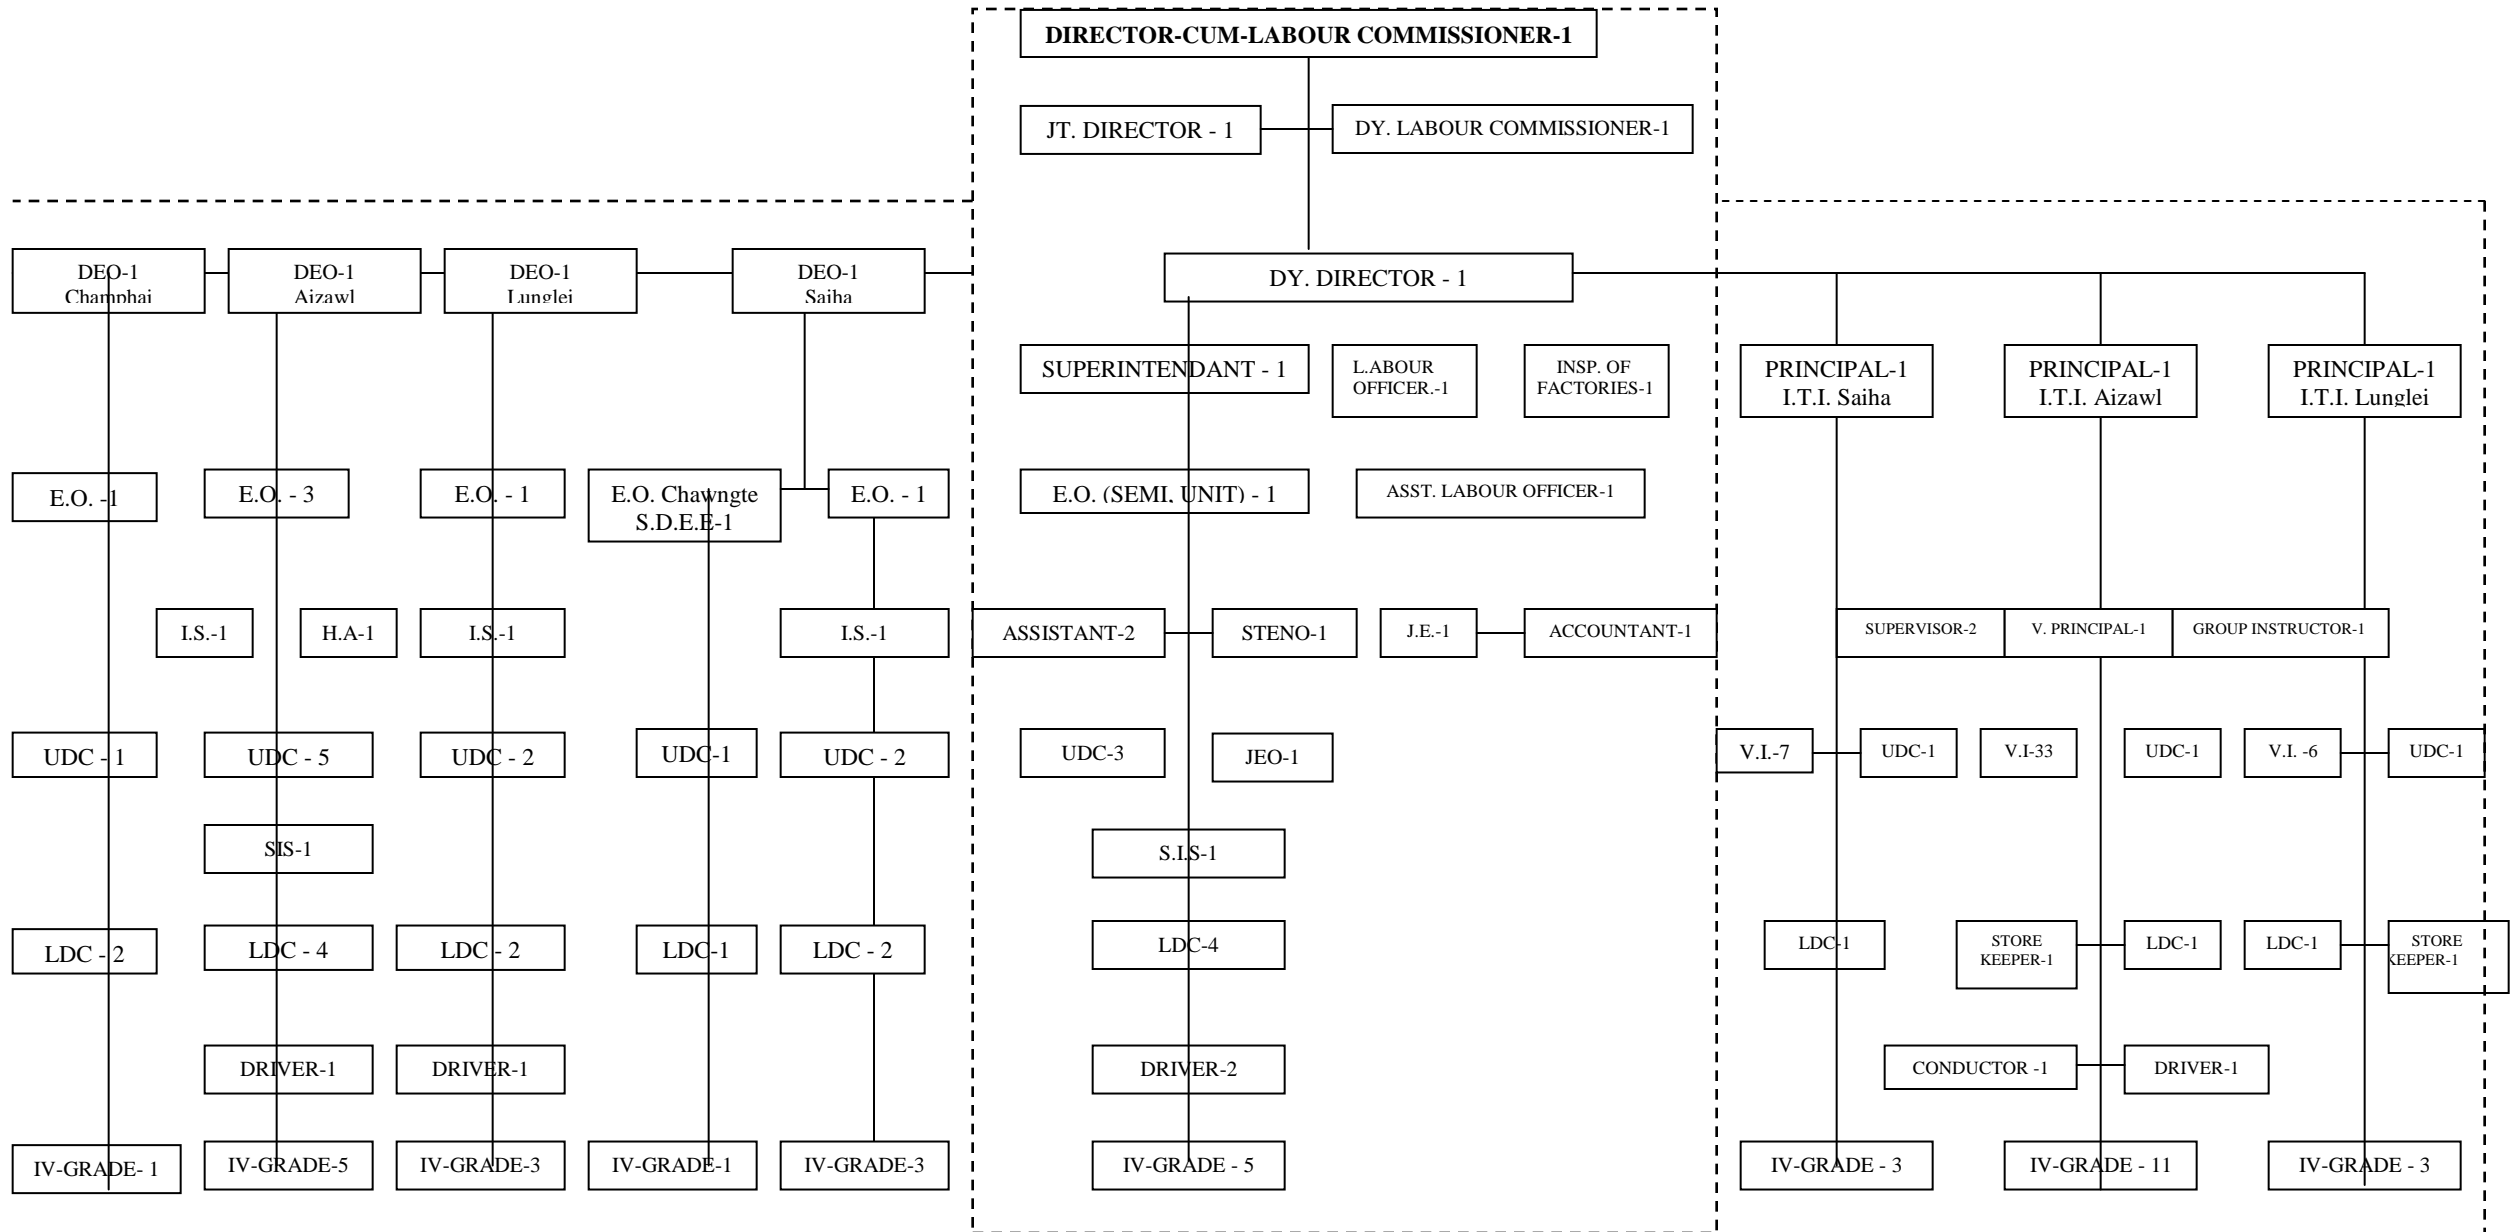 DIRECTOR-CUM-LABOUR COMMISSIONER-1
JT. DIRECTOR - 1
DY. LABOUR COMMISSIONER-1
DEO-1
Champhai
DEO-1
Aizawl
DEO-1
Lunglei
DEO-1
Saiha
DY. DIRECTOR - 1
SUPERINTENDANT - 1
L.ABOUR
OFFICER.-1
INSP. OF
FACTORIES-1
PRINCIPAL-1
I.T.I. Saiha
PRINCIPAL-1
I.T.I. Aizawl
PRINCIPAL-1
I.T.I. Lunglei
E.O. -1
E.O. - 3
E.O. - 1
E.O. Chawngte
S.D.E.E-1
E.O. - 1
E.O. (SEMI, UNIT) - 1
ASST. LABOUR OFFICER-1
I.S.-1
H.A-1
I.S.-1
I.S.-1
ASSISTANT-2
STENO-1
J.E.-1
ACCOUNTANT-1
SUPERVISOR-2
V. PRINCIPAL-1
GROUP INSTRUCTOR-1
UDC - 1
UDC - 5
UDC - 2
UDC-1
UDC - 2
UDC-3
JEO-1
V.I.-7
UDC-1
V.I-33
UDC-1
V.I. -6
UDC-1
SIS-1
S.I.S-1
LDC - 2
LDC - 4
LDC - 2
LDC-1
LDC - 2
LDC-4
LDC-1
STORE
KEEPER-1
LDC-1
LDC-1
STORE
KEEPER-1
DRIVER-1
DRIVER-1
DRIVER-2
CONDUCTOR -1
DRIVER-1
IV-GRADE- 1
IV-GRADE-5
IV-GRADE-3
IV-GRADE-1
IV-GRADE-3
IV-GRADE - 5
IV-GRADE - 3
IV-GRADE - 11
IV-GRADE - 3